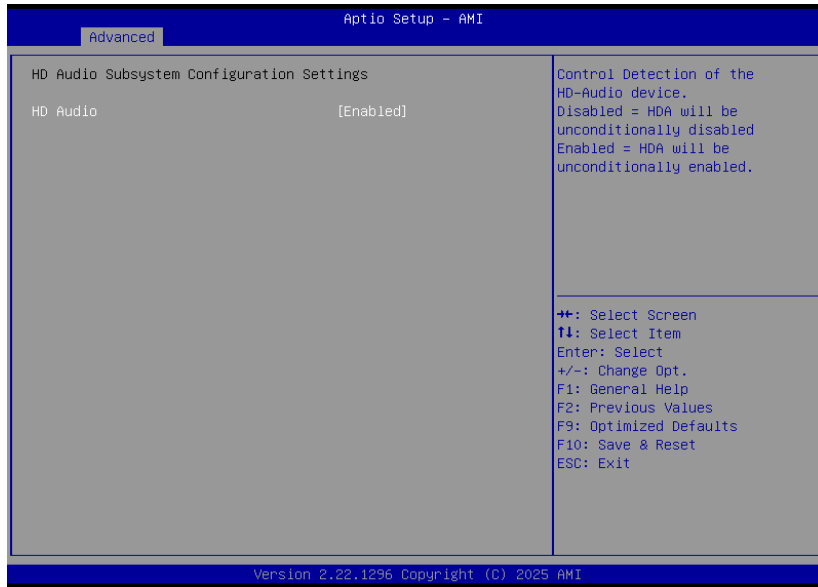 Aptio Setup – AMI
Advanced
HD Audio Subsystem Configuration Settings
HD Audio [Enabled]
Control Detection of the
HD-Audio device.
Disabled = HDA will be
unconditionally disabled
Enabled = HDA will be
unconditionally enabled.
→←: Select Screen
↑↓: Select Item
Enter: Select
+/-: Change Opt.
F1: General Help
F2: Previous Values
F9: Optimized Defaults
F10: Save & Reset
ESC: Exit
Version 2.22.1296 Copyright (C) 2025 AMI